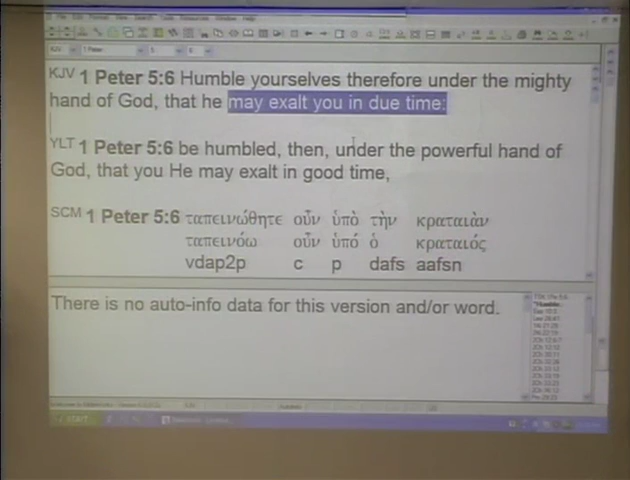 KJV 1 Peter 5:6 Humble yourselves therefore under the mighty
hand of God, that he may exalt you in due time:
YLT 1 Peter 5:6 be humbled, then, under the powerful hand of
God, that you He may exalt in good time,
SCM 1 Peter 5:6 ταπεινώθητε οὖν ὑπὸ τὴν κραταιὰν
ταπεινόω οὖν ὑπό ὁ κραταιός
vdap2p c p dafs aafsn
There is no auto-info data for this version and/or word.
START